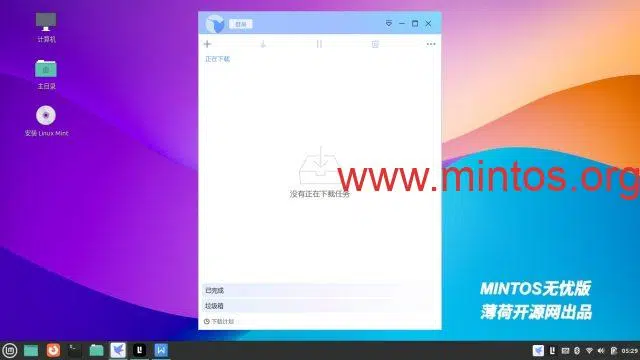 计算机
主目录
安装 Linux Mint
登录
正在下载
没有正在下载任务
www.mintos.org
已完成
垃圾箱
下载计划
MINTOS无忧版
薄荷开源网出品
05:29